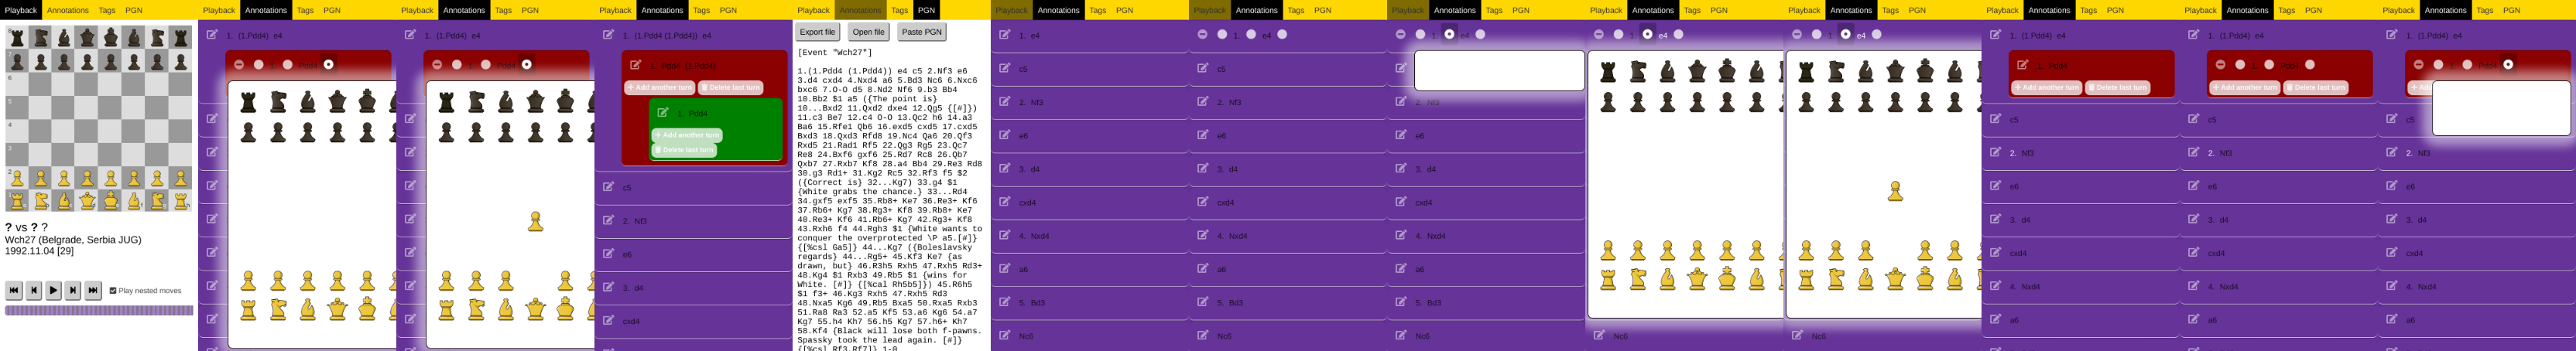 Playback Annotations Tags PGN
? vs ? ?
Wch27 (Belgrade, Serbia JUG)
1992.11.04 [29]
Play nested moves
Playback Annotations Tags PGN
1. (1.Pdd4) e4
1. Pdd4
Playback Annotations Tags PGN
1. (1.Pdd4) e4
1. Pdd4
Playback Annotations Tags PGN
1. (1.Pdd4 (1.Pdd4)) e4
1. Pdd4 (1.Pdd4)
Add another turn Delete last turn
1. Pdd4
Add another turn
Delete last turn
c5
2. Nf3
e6
3. d4
cxd4
Playback Annotations Tags PGN
Export file Open file Paste PGN
[Event "Wch27"]
1.(1.Pdd4 (1.Pdd4)) e4 c5 2.Nf3 e6
3.d4 cxd4 4.Nxd4 a6 5.Bd3 Nc6 6.Nxc6
bxc6 7.O-O d5 8.Nd2 Nf6 9.b3 Bb4
10.Bb2 $1 a5 ({The point is}
10...Bxd2 11.Qxd2 dxe4 12.Qg5 {[#]})
11.c3 Be7 12.c4 O-O 13.Qc2 h6 14.a3
Ba6 15.Rfe1 Qb6 16.exd5 cxd5 17.cxd5
Bxd3 18.Qxd3 Rfd8 19.Nc4 Qa6 20.Qf3
Rxd5 21.Rad1 Rf5 22.Qg3 Rg5 23.Qc7
Re8 24.Bxf6 gxf6 25.Rd7 Rc8 26.Qb7
Qxb7 27.Rxb7 Kf8 28.a4 Bb4 29.Re3 Rd8
30.g3 Rd1+ 31.Kg2 Rc5 32.Rf3 f5 $2
({Correct is} 32...Kg7) 33.g4 $1
{White grabs the chance.} 33...Rd4
34.gxf5 exf5 35.Rb8+ Ke7 36.Re3+ Kf6
37.Rb6+ Kg7 38.Rg3+ Kf8 39.Rb8+ Ke7
40.Re3+ Kf6 41.Rb6+ Kg7 42.Rg3+ Kf8
43.Rxh6 f4 44.Rgh3 $1 {White wants to
conquer the overprotected \P a5.[#]}
{[%csl Ga5]} 44...Kg7 ({Boleslavsky
regards} 44...Rg5+ 45.Kf3 Ke7 {as
drawn, but} 46.R3h5 Rxh5 47.Rxh5 Rd3+
48.Kg4 $1 Rxb3 49.Rb5 $1 {wins for
White. [#]} {[%cal Rh5b5]}) 45.R6h5
$1 f3+ 46.Kg3 Rxh5 47.Rxh5 Rd3
48.Nxa5 Kg6 49.Rb5 Bxa5 50.Rxa5 Rxb3
51.Ra8 Ra3 52.a5 Kf5 53.a6 Kg6 54.a7
Kg7 55.h4 Kh7 56.h5 Kg7 57.h6+ Kh7
58.Kf4 {Black will lose both f-pawns.
Spassky took the lead again. [#]}
{[%csl Rf3,Rf7]} 1-0
Playback Annotations Tags PGN
1. e4
c5
2. Nf3
e6
3. d4
cxd4
4. Nxd4
a6
5. Bd3
Nc6
Playback Annotations Tags PGN
1. e4
c5
2. Nf3
e6
3. d4
cxd4
4. Nxd4
a6
5. Bd3
Nc6
Playback Annotations Tags PGN
1. e4
2. Nf3
e6
3. d4
cxd4
4. Nxd4
a6
5. Bd3
Nc6
Playback Annotations Tags PGN
1. e4
Nc6
Playback Annotations Tags PGN
1. e4
Nc6
Playback Annotations Tags PGN
1. (1.Pdd4) e4
1. Pdd4
Add another turn Delete last turn
c5
2. Nf3
e6
3. d4
cxd4
4. Nxd4
a6
Playback Annotations Tags PGN
1. (1.Pdd4) e4
1. Pdd4
Add another turn Delete last turn
c5
2. Nf3
e6
3. d4
cxd4
4. Nxd4
a6
Playback Annotations Tags PGN
1. (1.Pdd4) e4
1. Pdd4
c5
2. Nf3
e6
3. d4
cxd4
4. Nxd4
a6